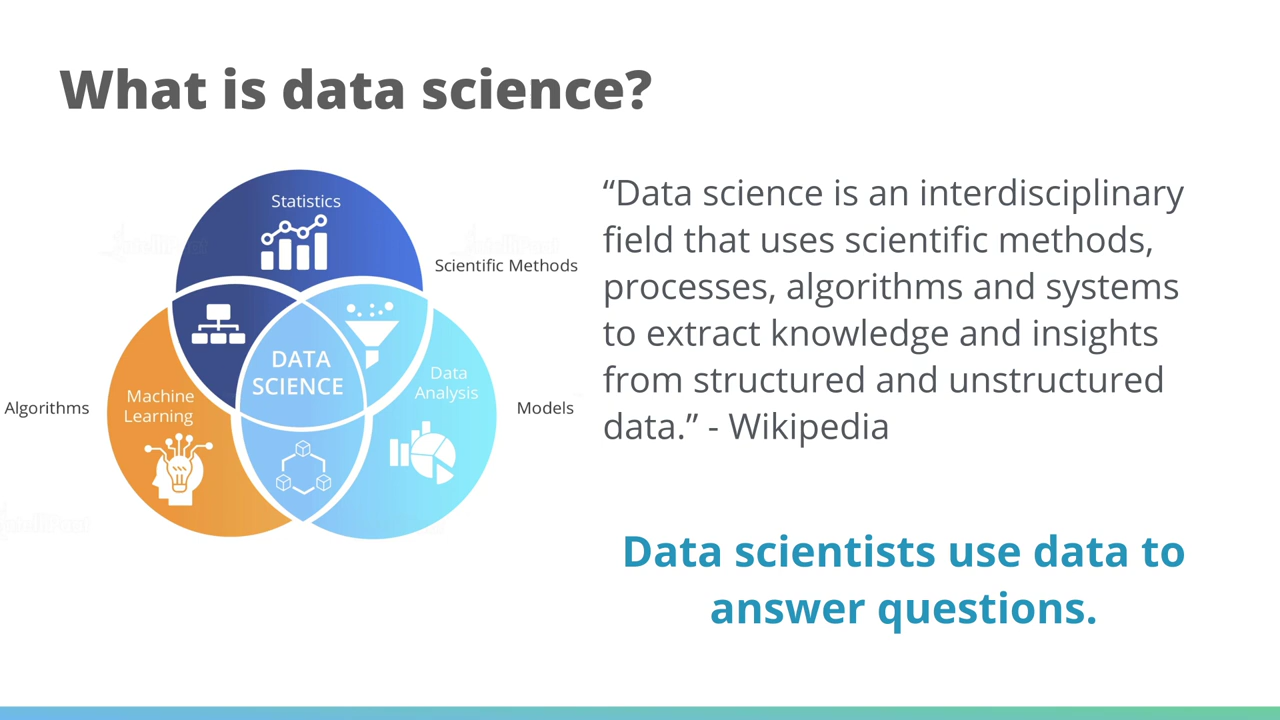 What is data science?
Statistics
Scientific Methods
DATA
SCIENCE
Data
Analysis
Machine
Learning
Algorithms
Models
“Data science is an interdisciplinary
field that uses scientific methods,
processes, algorithms and systems
to extract knowledge and insights
from structured and unstructured
data.” - Wikipedia
Data scientists use data to
answer questions.